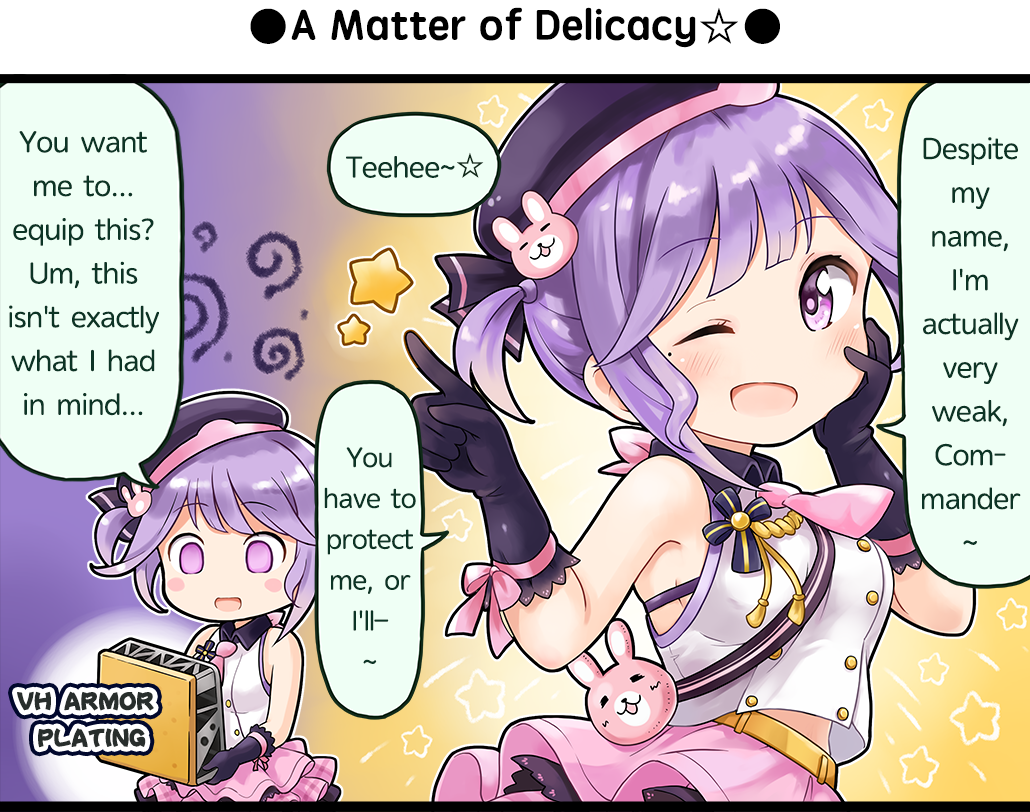 ●A Matter of Delicacy☆●
Despite
my
name,
I'm
actually
very
weak,
Com-
mander
~
Teehee~☆
You
have to
protect
me, or
I'll-
~
You want
me to...
equip this?
Um, this
isn't exactly
what I had
in mind...
VH ARMOR
PLATING